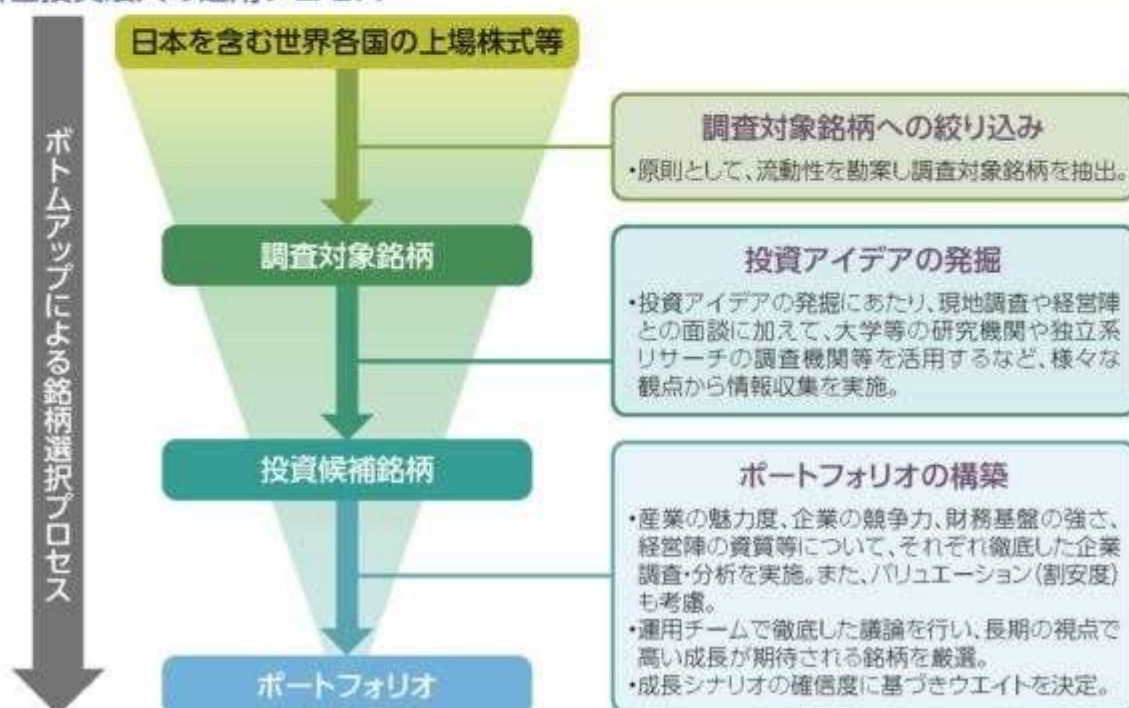 日本を含む世界各国の上場株式等
ボトムアップによる銘柄選択プロセス
調査対象銘柄への絞り込み
・原則として、流動性を勘案し調査対象銘柄を抽出。
調査対象銘柄
投資アイデアの発掘
・投資アイデアの発掘にあたり、現地調査や経営陣
との面談に加えて、大学等の研究機関や独立系
リサーチの調査機関等を活用するなど、様々な
観点から情報収集を実施。
投資候補銘柄
ポートフォリオの構築
・産業の魅力度、企業の競争力、財務基盤の強さ、
経営陣の資質等について、それぞれ徹底した企業
調査・分析を実施。また、バリュエーション(割安度)
も考慮。
・運用チームで徹底した議論を行い、長期の視点で
高い成長が期待される銘柄を厳選。
・成長シナリオの確信度に基づきウエイトを決定。
ポートフォリオ